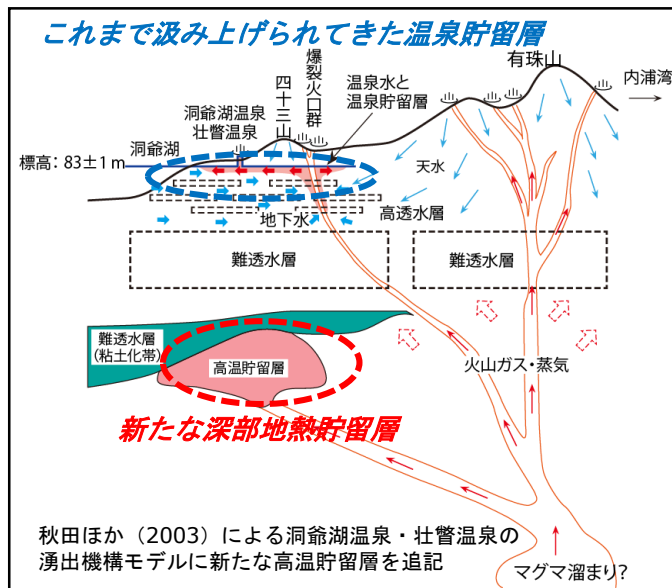 これまで汲み上げられてきた温泉貯留層
有珠山
内浦湾
爆裂火口群
四十三山
温泉水と
温泉貯留層
洞爺湖温泉
壮瞥温泉
洞爺湖
標高：83±1ｍ
天水
高透水層
地下水
難透水層
難透水層
難透水層
(粘土化帯)
高温貯留層
火山ガス・蒸気
新たな深部地熱貯留層
秋田ほか（2003）による洞爺湖温泉・壮瞥温泉の
湧出機構モデルに新たな高温貯留層を追記
マグマ溜まり?